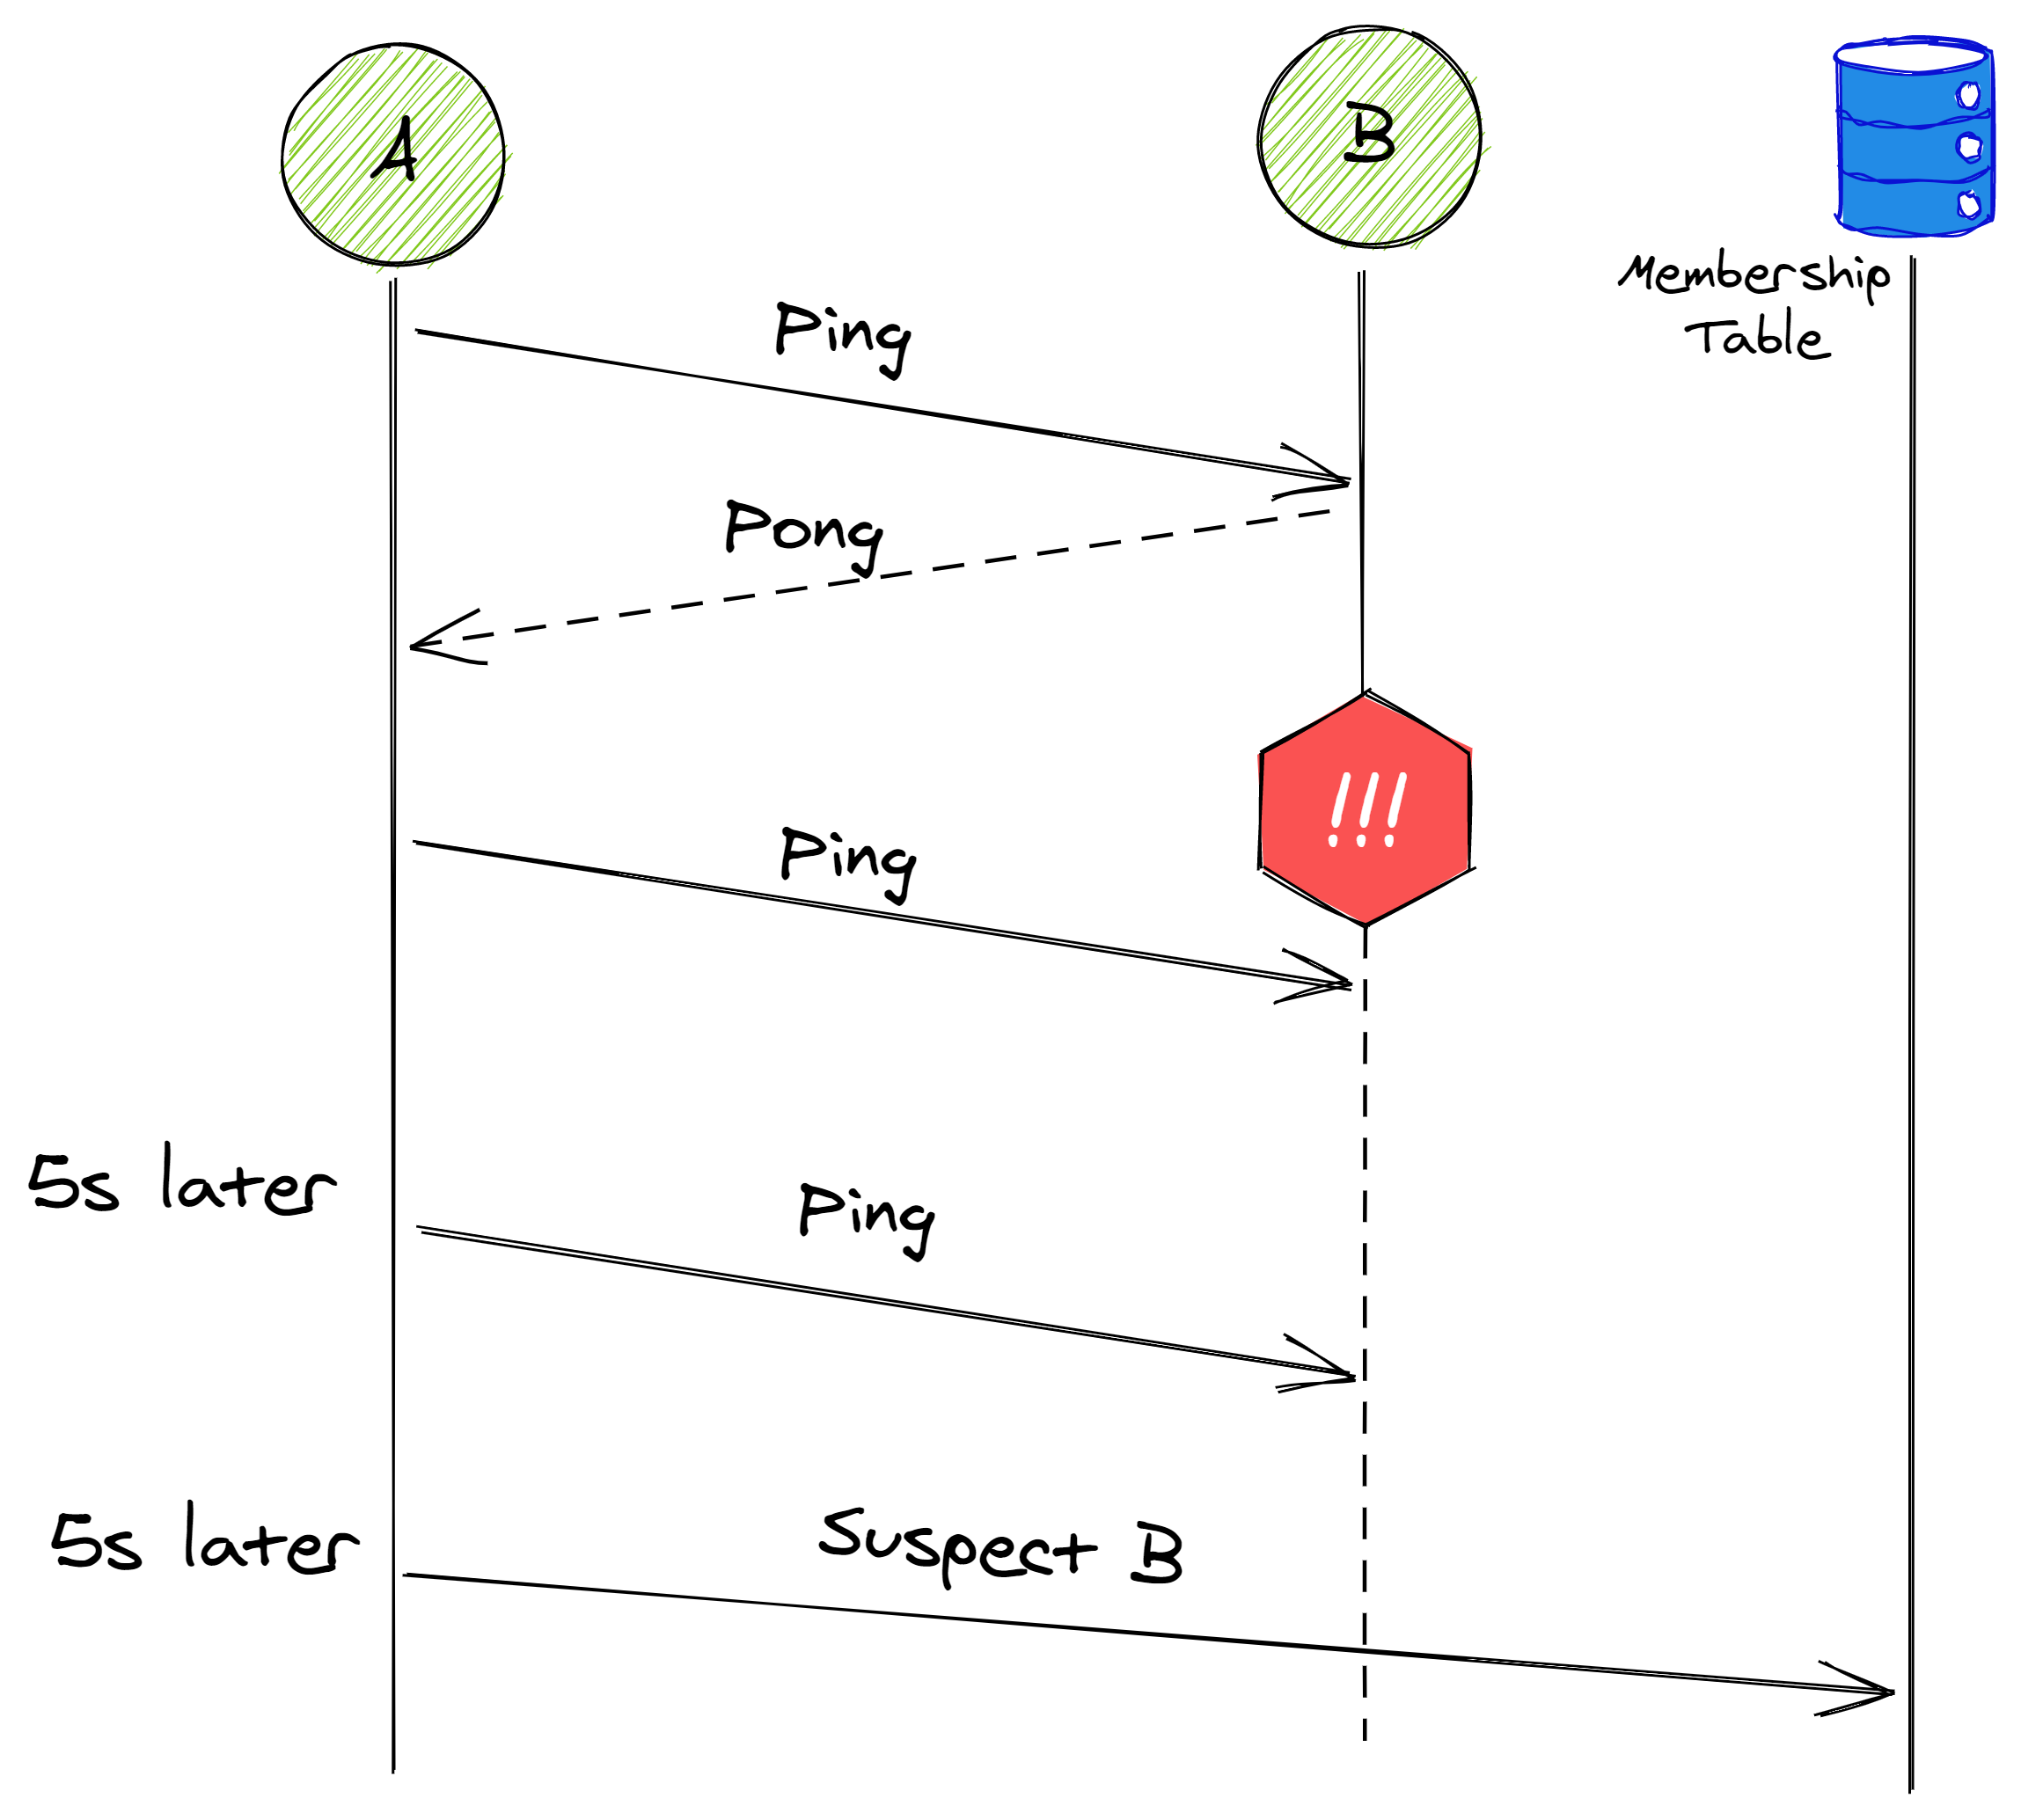 A
B
Membership
Table
Ping
Pong
!!!
Ping
5s later
Ping
5s later
Suspect B